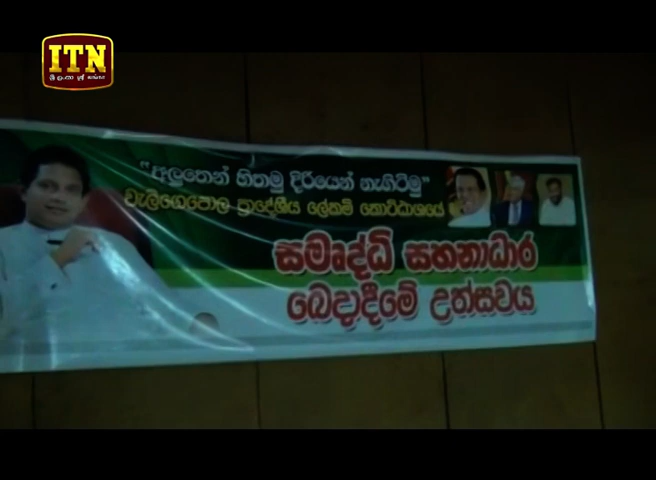 ITN
"අලුතෙන් හිතමු දිරියෙන් නැගිටිමු"
වැලිගෙපොල ප්‍රාදේශීය ලේකම් කොට්ඨාශයේ
සමෘද්ධි සහනාධාර
බෙදාදීමේ උත්සවය